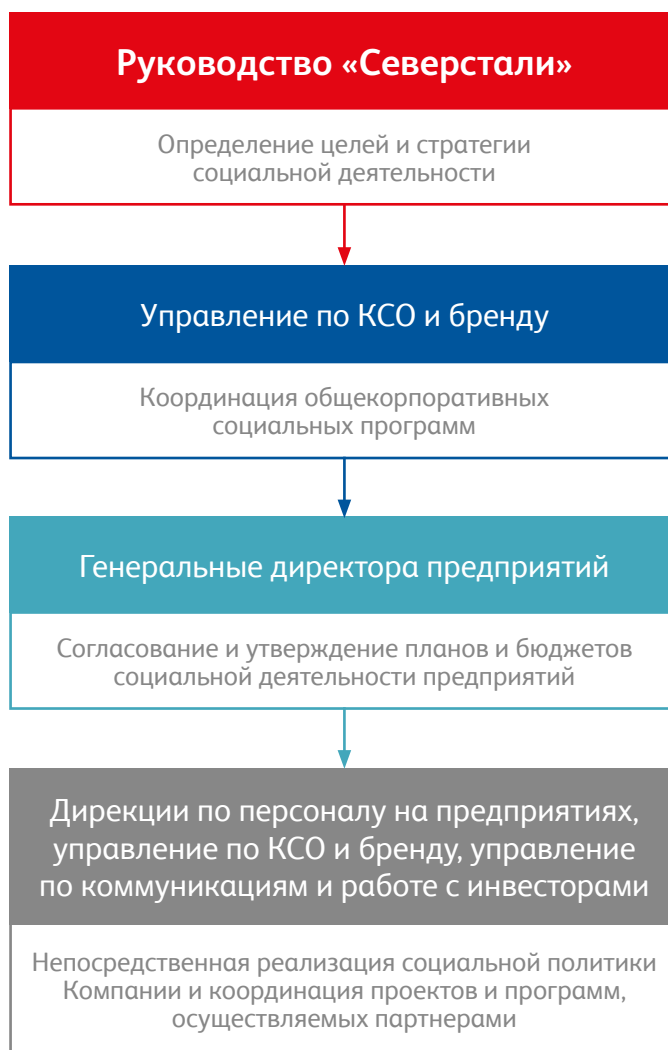 Руководство «Северстали»
Определение целей и стратегии
социальной деятельности
Управление по КСО и бренду
Координация общекорпоративных
социальных программ
Генеральные директора предприятий
Согласование и утверждение планов и бюджетов
социальной деятельности предприятий
Дирекции по персоналу на предприятиях,
управление по КСО и бренду, управление
по коммуникациям и работе с инвесторами
Непосредственная реализация социальной политики
Компании и координация проектов и программ,
осуществляемых партнерами